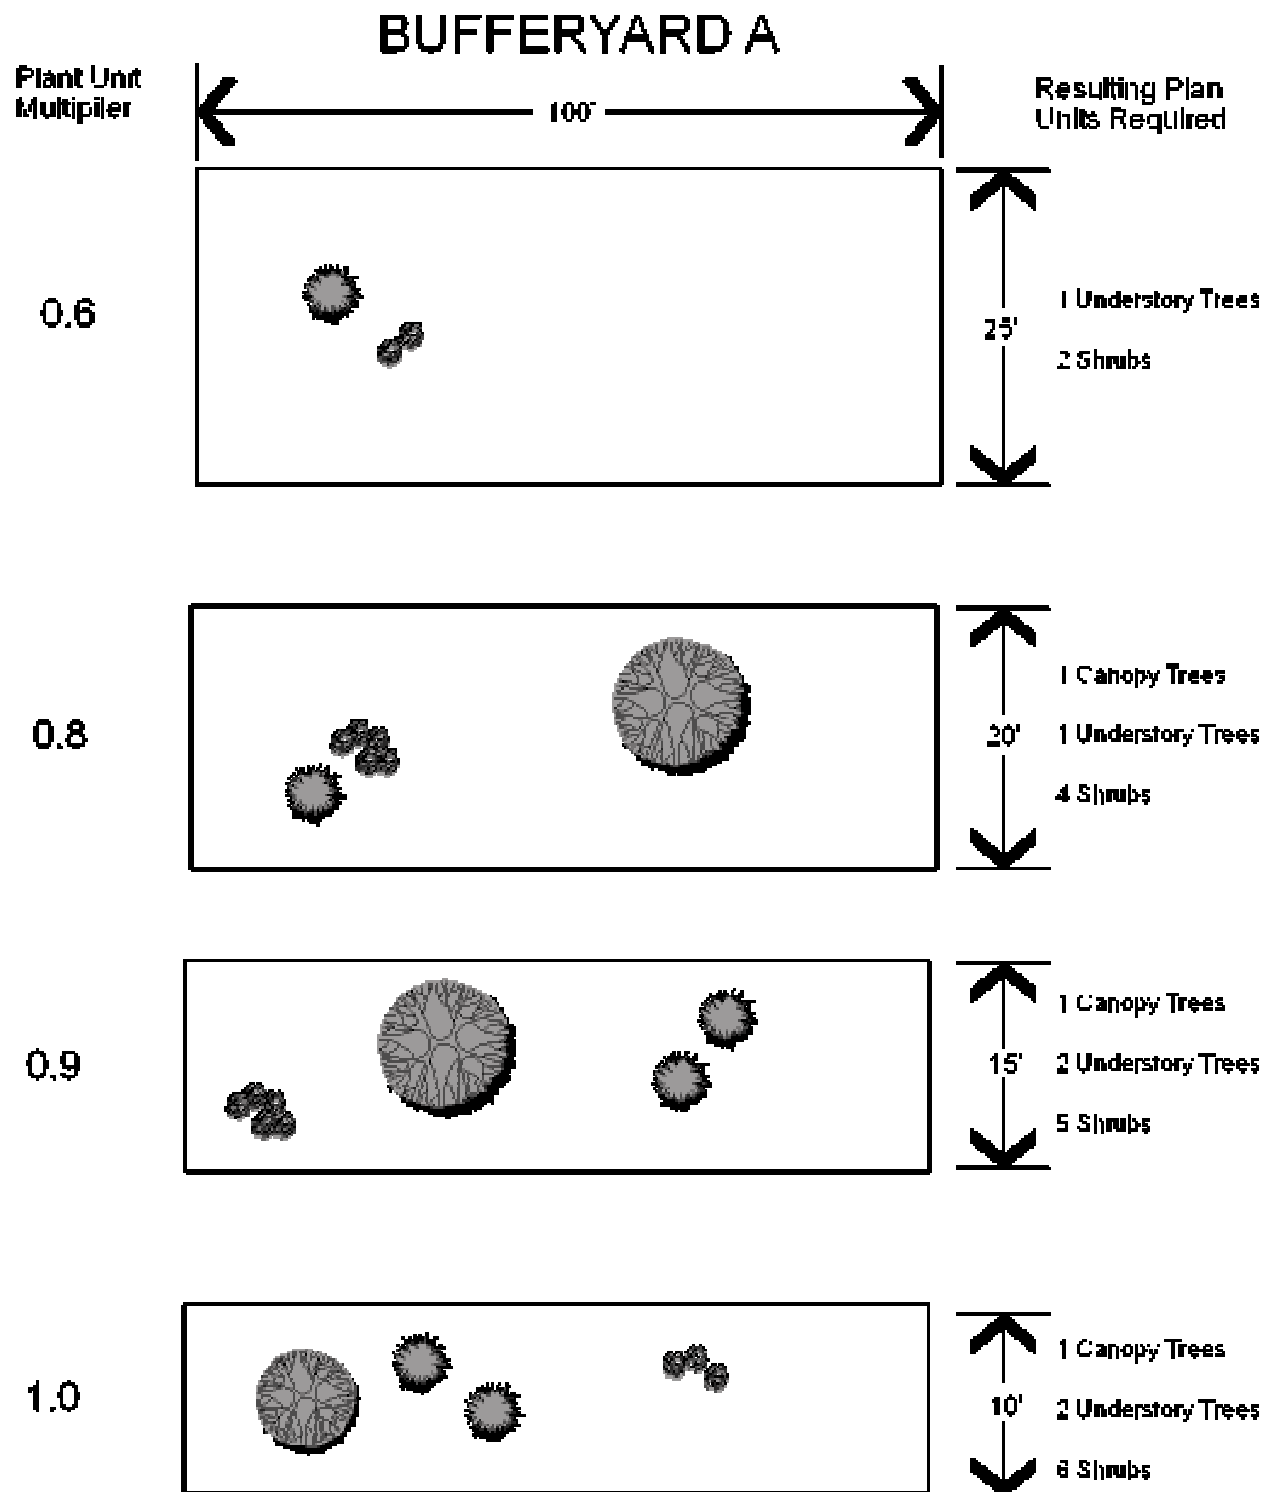 BUFFERYARD A
Plant Unit
Multiplier
100'
Resulting Plan
Units Required
0.6
25'
1 Understory Trees
2 Shrubs
0.8
20'
1 Canopy Trees
1 Understory Trees
4 Shrubs
0.9
15'
1 Canopy Trees
2 Understory Trees
5 Shrubs
1.0
10'
1 Canopy Trees
2 Understory Trees
6 Shrubs